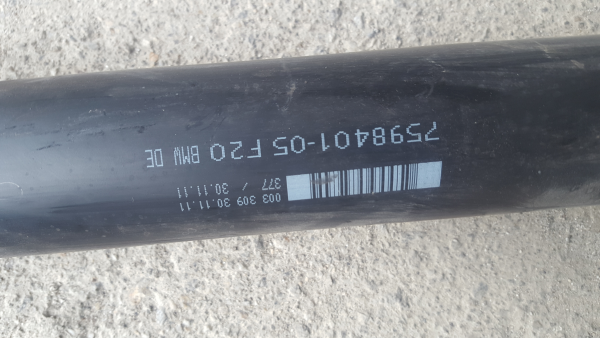 003 309 30.11.11
377 / 30.11.11
7598401-05 F20 BMW DE